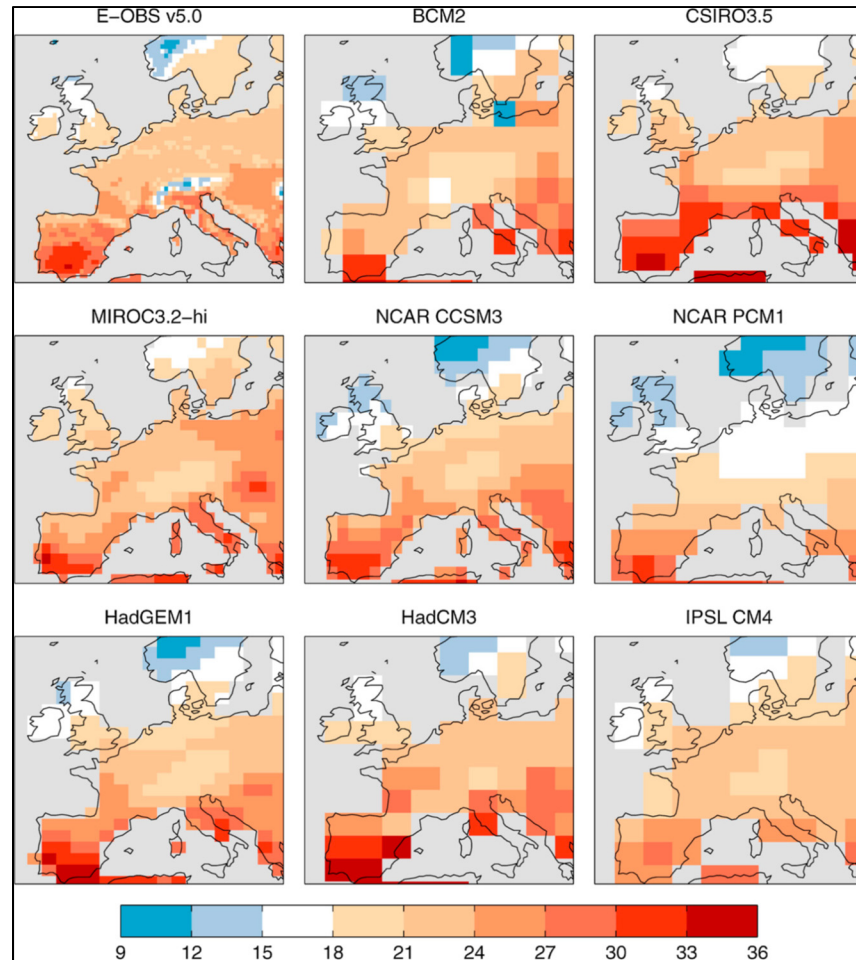 E-OBS v5.0 BCM2 CSIRO3.5
MIROC3.2-hi NCAR CCSM3 NCAR PCM1
HadGEM1 HadCM3 IPSL CM4
9 12 15 18 21 24 27 30 33 36